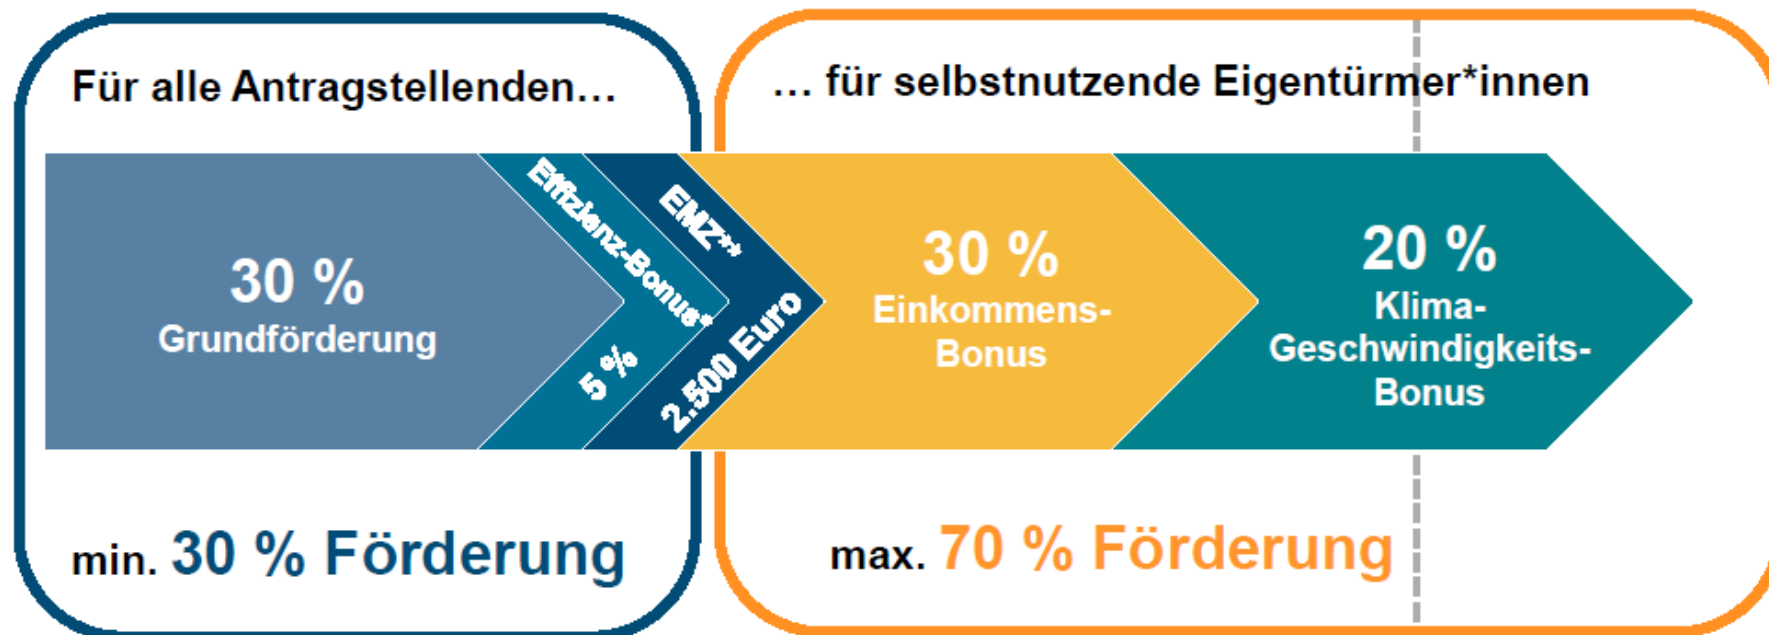 Für alle Antragstellenden...
... für selbstnutzende Eigentürmer*innen
30 %
Grundförderung
Effizienz-Bonus*
5 %
EMZ**
2.500 Euro
30 %
Einkommens-
Bonus
20 %
Klima-
Geschwindigkeits-
Bonus
min. 30 % Förderung
max. 70 % Förderung